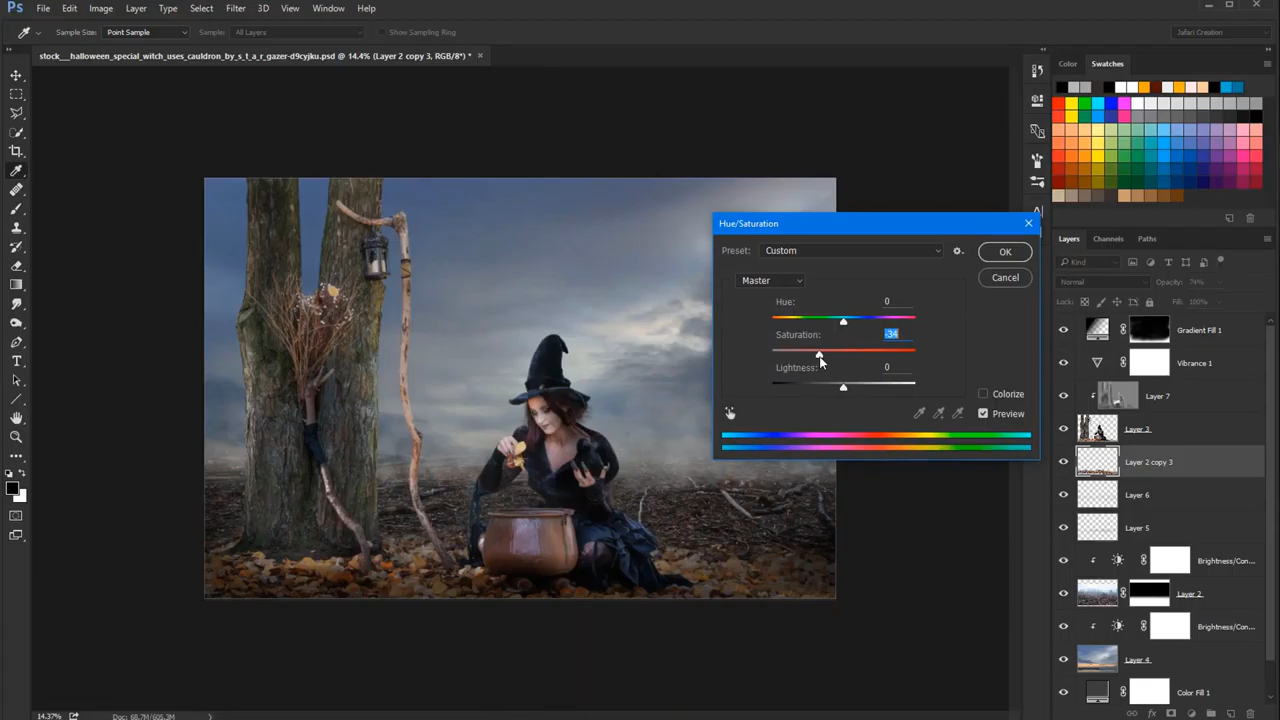 Ps File Edit Image Layer Type Select Filter 3D View Window Help
Sample Size: Point Sample Sample: All Layers Show Sampling Ring Jafari Creation
stock__halloween_special_witch_uses_cauldron_by_s_t_a_r_gazer-d9cyjku.psd @ 14.4% (Layer 2 copy 3, RGB/8*) *
Color Swatches
Hue/Saturation
Preset: Custom OK
Master Cancel
Hue: 0
Saturation: -34
Lightness: 0
Colorize
Preview
Layers Channels Paths
Kind
Normal Opacity: 74%
Lock: Fill: 100%
Gradient Fill 1
Vibrance 1
Layer 7
Layer 3
Layer 2 copy 3
Layer 6
Layer 5
Brightness/Con...
Layer 2
Brightness/Con...
Layer 4
Color Fill 1
14.37% Doc: 68.7M/605.3M